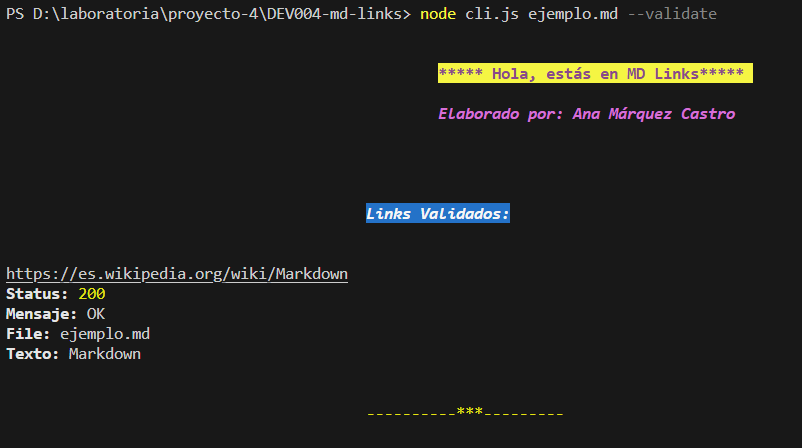 PS D:\laboratoria\proyecto-4\DEV004-md-links> node cli.js ejemplo.md --validate
***** Hola, estás en MD Links*****
Elaborado por: Ana Márquez Castro
Links Validados:
https://es.wikipedia.org/wiki/Markdown
Status: 200
Mensaje: OK
File: ejemplo.md
Texto: Markdown
----------***---------